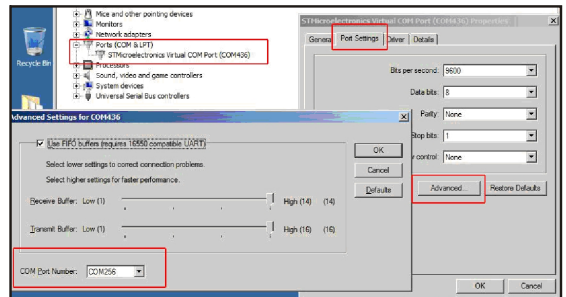 Mice and other pointing devices
Monitors
Network adapters
Ports (COM & LPT)
STMicroelectronics Virtual COM Port (COM436)
Processors
Sound, video and game controllers
System devices
Universal Serial Bus controllers
Recycle Bin
STMicroelectronics Virtual COM Port (COM436) Properties
General
Port Settings
Driver
Details
Bits per second: 9600
Data bits: 8
Parity: None
Stop bits: 1
control: None
Advanced...
Restore Defaults
OK
Cancel
Advanced Settings for COM436
Use FIFO buffers (requires 16550 compatible UART)
Select lower settings to correct connection problems.
Select higher settings for faster performance.
Receive Buffer: Low (1) High (14) (14)
Transmit Buffer: Low (1) High (16) (16)
COM Port Number: COM256
OK
Cancel
Defaults